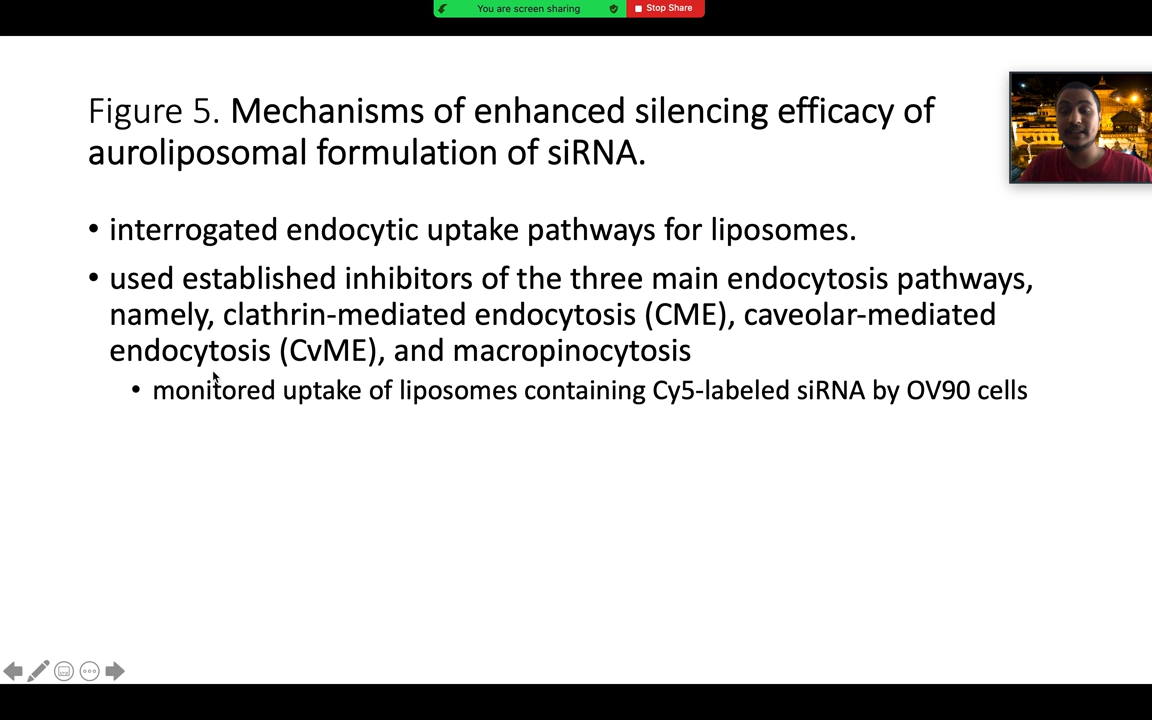 You are screen sharing
Stop Share
Figure 5. Mechanisms of enhanced silencing efficacy of
auroliposomal formulation of siRNA.
• interrogated endocytic uptake pathways for liposomes.
• used established inhibitors of the three main endocytosis pathways,
namely, clathrin-mediated endocytosis (CME), caveolar-mediated
endocytosis (CvME), and macropinocytosis
• monitored uptake of liposomes containing Cy5-labeled siRNA by OV90 cells